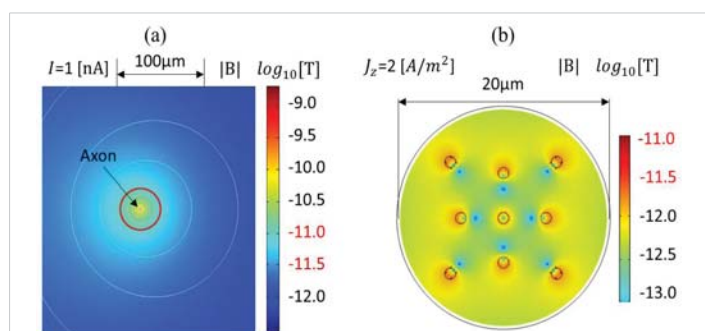 (a)
I=1 [nA]
100μm
|B| log₁₀[T]
Axon
-9.0
-9.5
-10.0
-10.5
-11.0
-11.5
-12.0
(b)
J_z=2 [A/m²]
20μm
|B| log₁₀[T]
-11.0
-11.5
-12.0
-12.5
-13.0